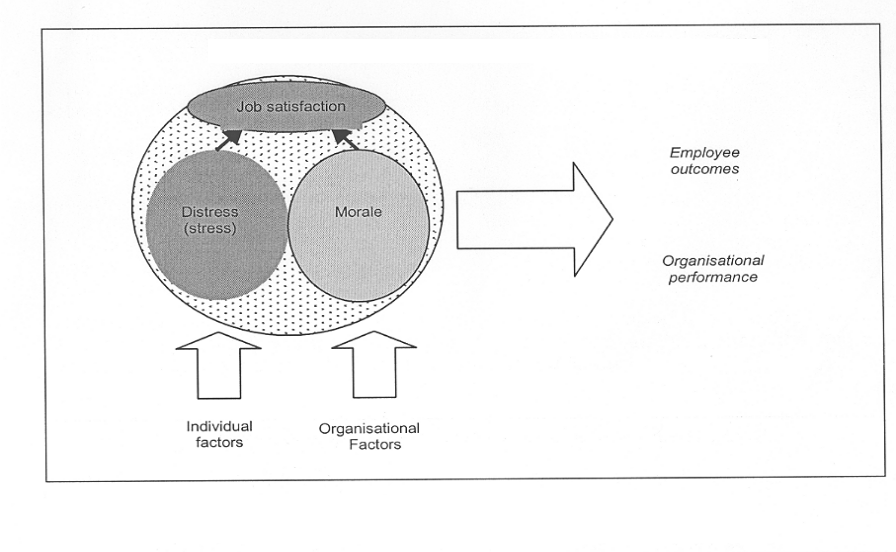 Job satisfaction
Distress
(stress)
Morale
Employee
outcomes
Organisational
performance
Individual
factors
Organisational
Factors